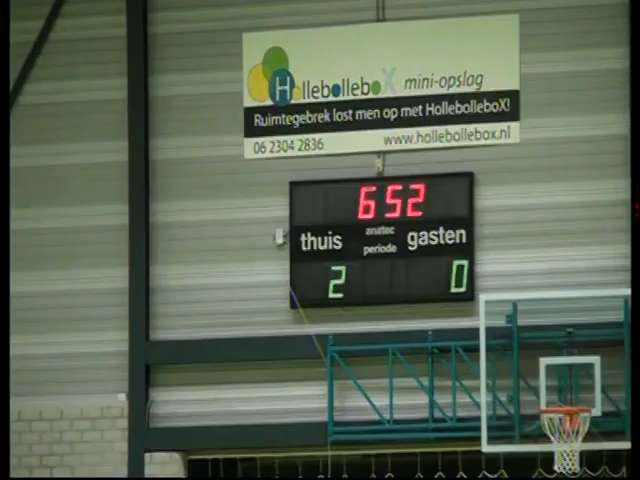 HollebolleboX mini-opslag
Ruimtegebrek lost men op met HollebolleboX!
06 2304 2836 www.hollebollebox.nl
652
thuis anatec gasten
periode
2 0